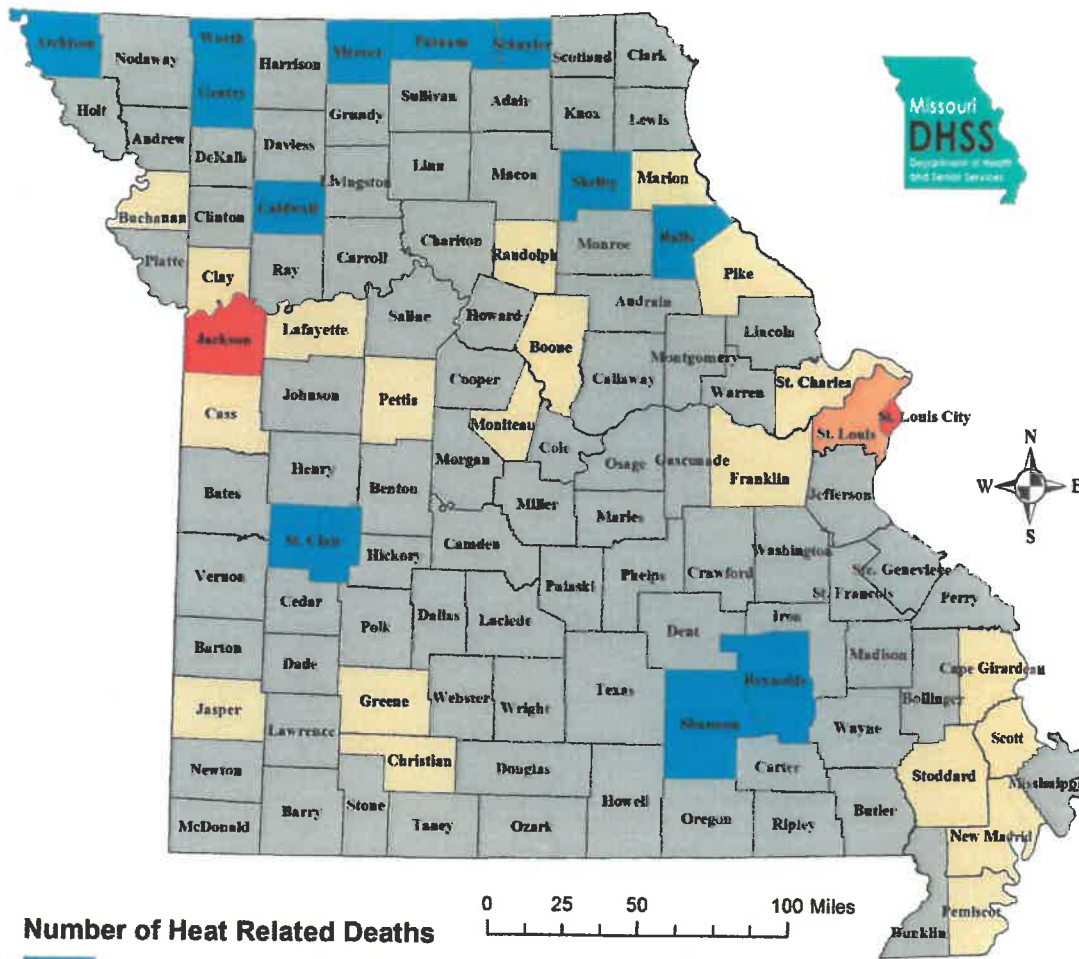 Atchison
Nodaway
Worth
Gentry
Harrison
Mercer
Putnam
Schuyler
Scotland
Clark
Holt
Andrew
DeKalb
Daviess
Grundy
Sullivan
Adair
Knox
Lewis
Buchanan
Clinton
Caldwell
Livingston
Linn
Macon
Shelby
Marion
Platte
Clay
Ray
Carroll
Chariton
Randolph
Monroe
Ralls
Pike
Jackson
Lafayette
Saline
Howard
Boone
Audrain
Montgomery
Lincoln
Cass
Johnson
Pettis
Cooper
Moniteau
Callaway
Warren
St. Charles
St. Louis
St. Louis City
Bates
Henry
Benton
Morgan
Cole
Miller
Osage
Gasconade
Franklin
Jefferson
Vernon
St. Clair
Hickory
Camden
Maries
Pulaski
Phelps
Crawford
Washington
Ste. Genevieve
St. Francois
Perry
Barton
Cedar
Dade
Polk
Dallas
Laclede
Texas
Dent
Iron
Reynolds
Madison
Bollinger
Cape Girardeau
Jasper
Lawrence
Greene
Webster
Wright
Shannon
Wayne
Scott
Stoddard
Mississippi
Newton
Christian
Douglas
Howell
Carter
Butler
New Madrid
McDonald
Barry
Stone
Taney
Ozark
Oregon
Ripley
Dunklin
Pemiscot
Missouri
DHSS
Department of Health
and Senior Services
N
W E
S
0 25 50 100 Miles
Number of Heat Related Deaths